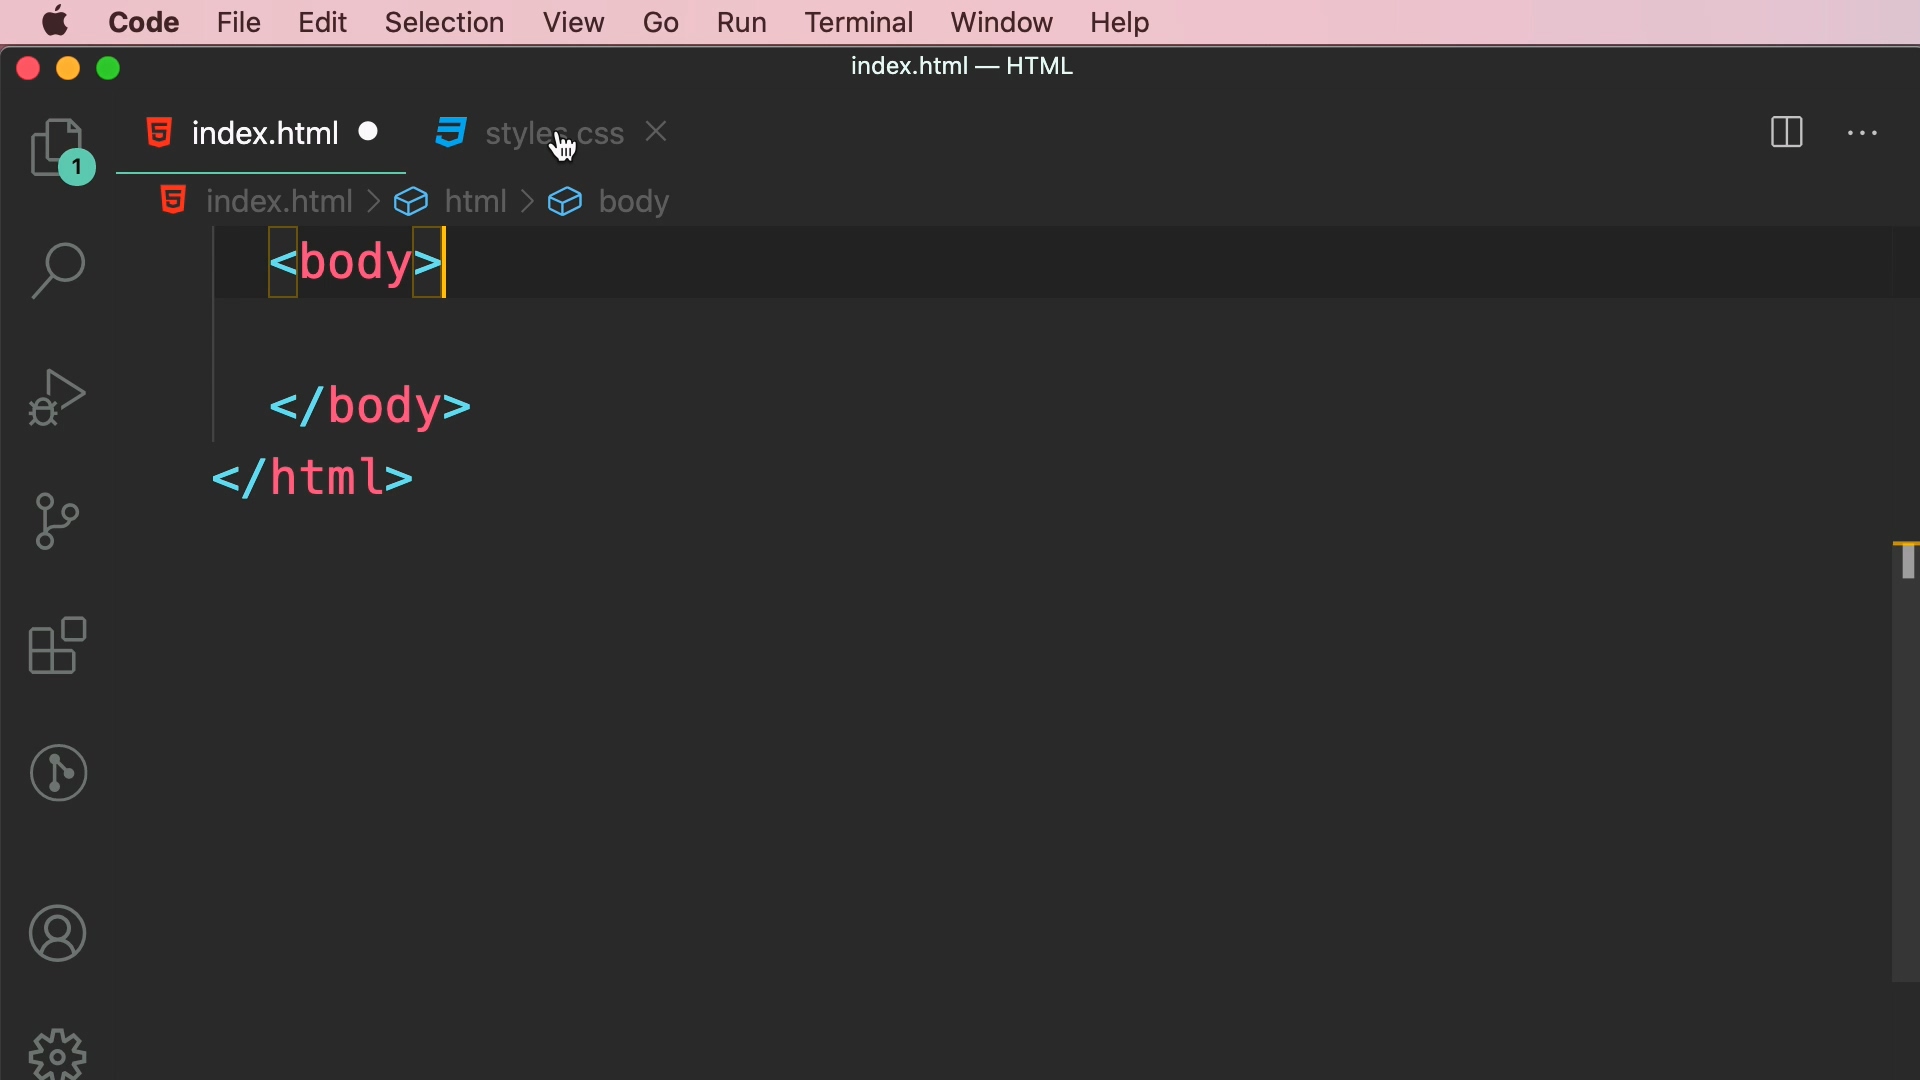 Code File Edit Selection View Go Run Terminal Window Help
index.html — HTML
index.html styles.css
1
index.html > html > body
<body>
</body>
</html>